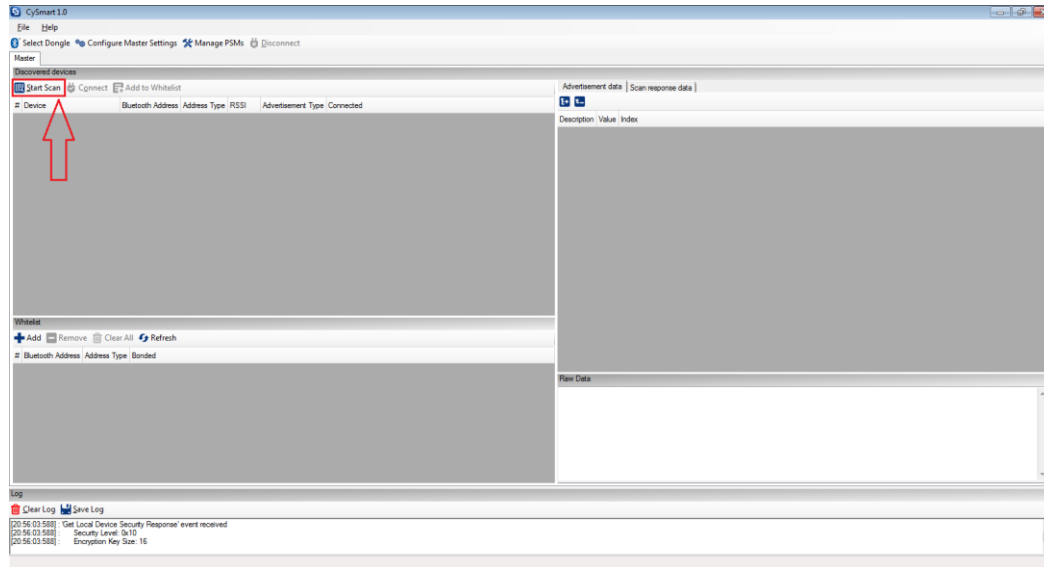 CySmart 1.0
File Help
Select Dongle Configure Master Settings Manage PSMs Disconnect
Master
Discovered devices
Start Scan Connect Add to Whitelist
# Device Bluetooth Address Address Type RSSI Advertisement Type Connected
Advertisement data Scan response data
Description Value Index
Whitelist
Add Remove Clear All Refresh
# Bluetooth Address Address Type Bonded
Raw Data
Log
Clear Log Save Log
[20:56:03:588] : 'Get Local Device Security Response' event received
[20:56:03:588] : Security Level: 0x10
[20:56:03:588] : Encryption Key Size: 16